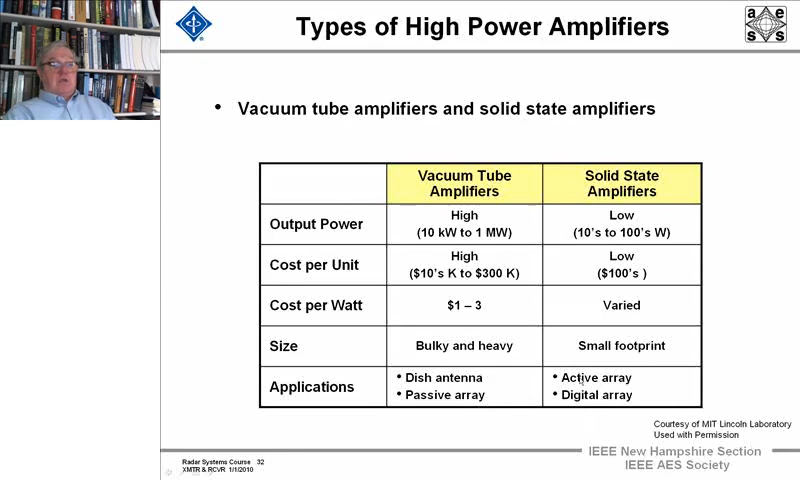 Types of High Power Amplifiers
a e
s s
• Vacuum tube amplifiers and solid state amplifiers
Vacuum Tube
Amplifiers
Solid State
Amplifiers
Output Power
High
(10 kW to 1 MW)
Low
(10's to 100's W)
Cost per Unit
High
($10's K to $300 K)
Low
($100's )
Cost per Watt
$1 – 3
Varied
Size
Bulky and heavy
Small footprint
Applications
• Dish antenna
• Passive array
• Active array
• Digital array
Courtesy of MIT Lincoln Laboratory
Used with Permission
Radar Systems Course 32
XMTR & RCVR 1/1/2010
IEEE New Hampshire Section
IEEE AES Society